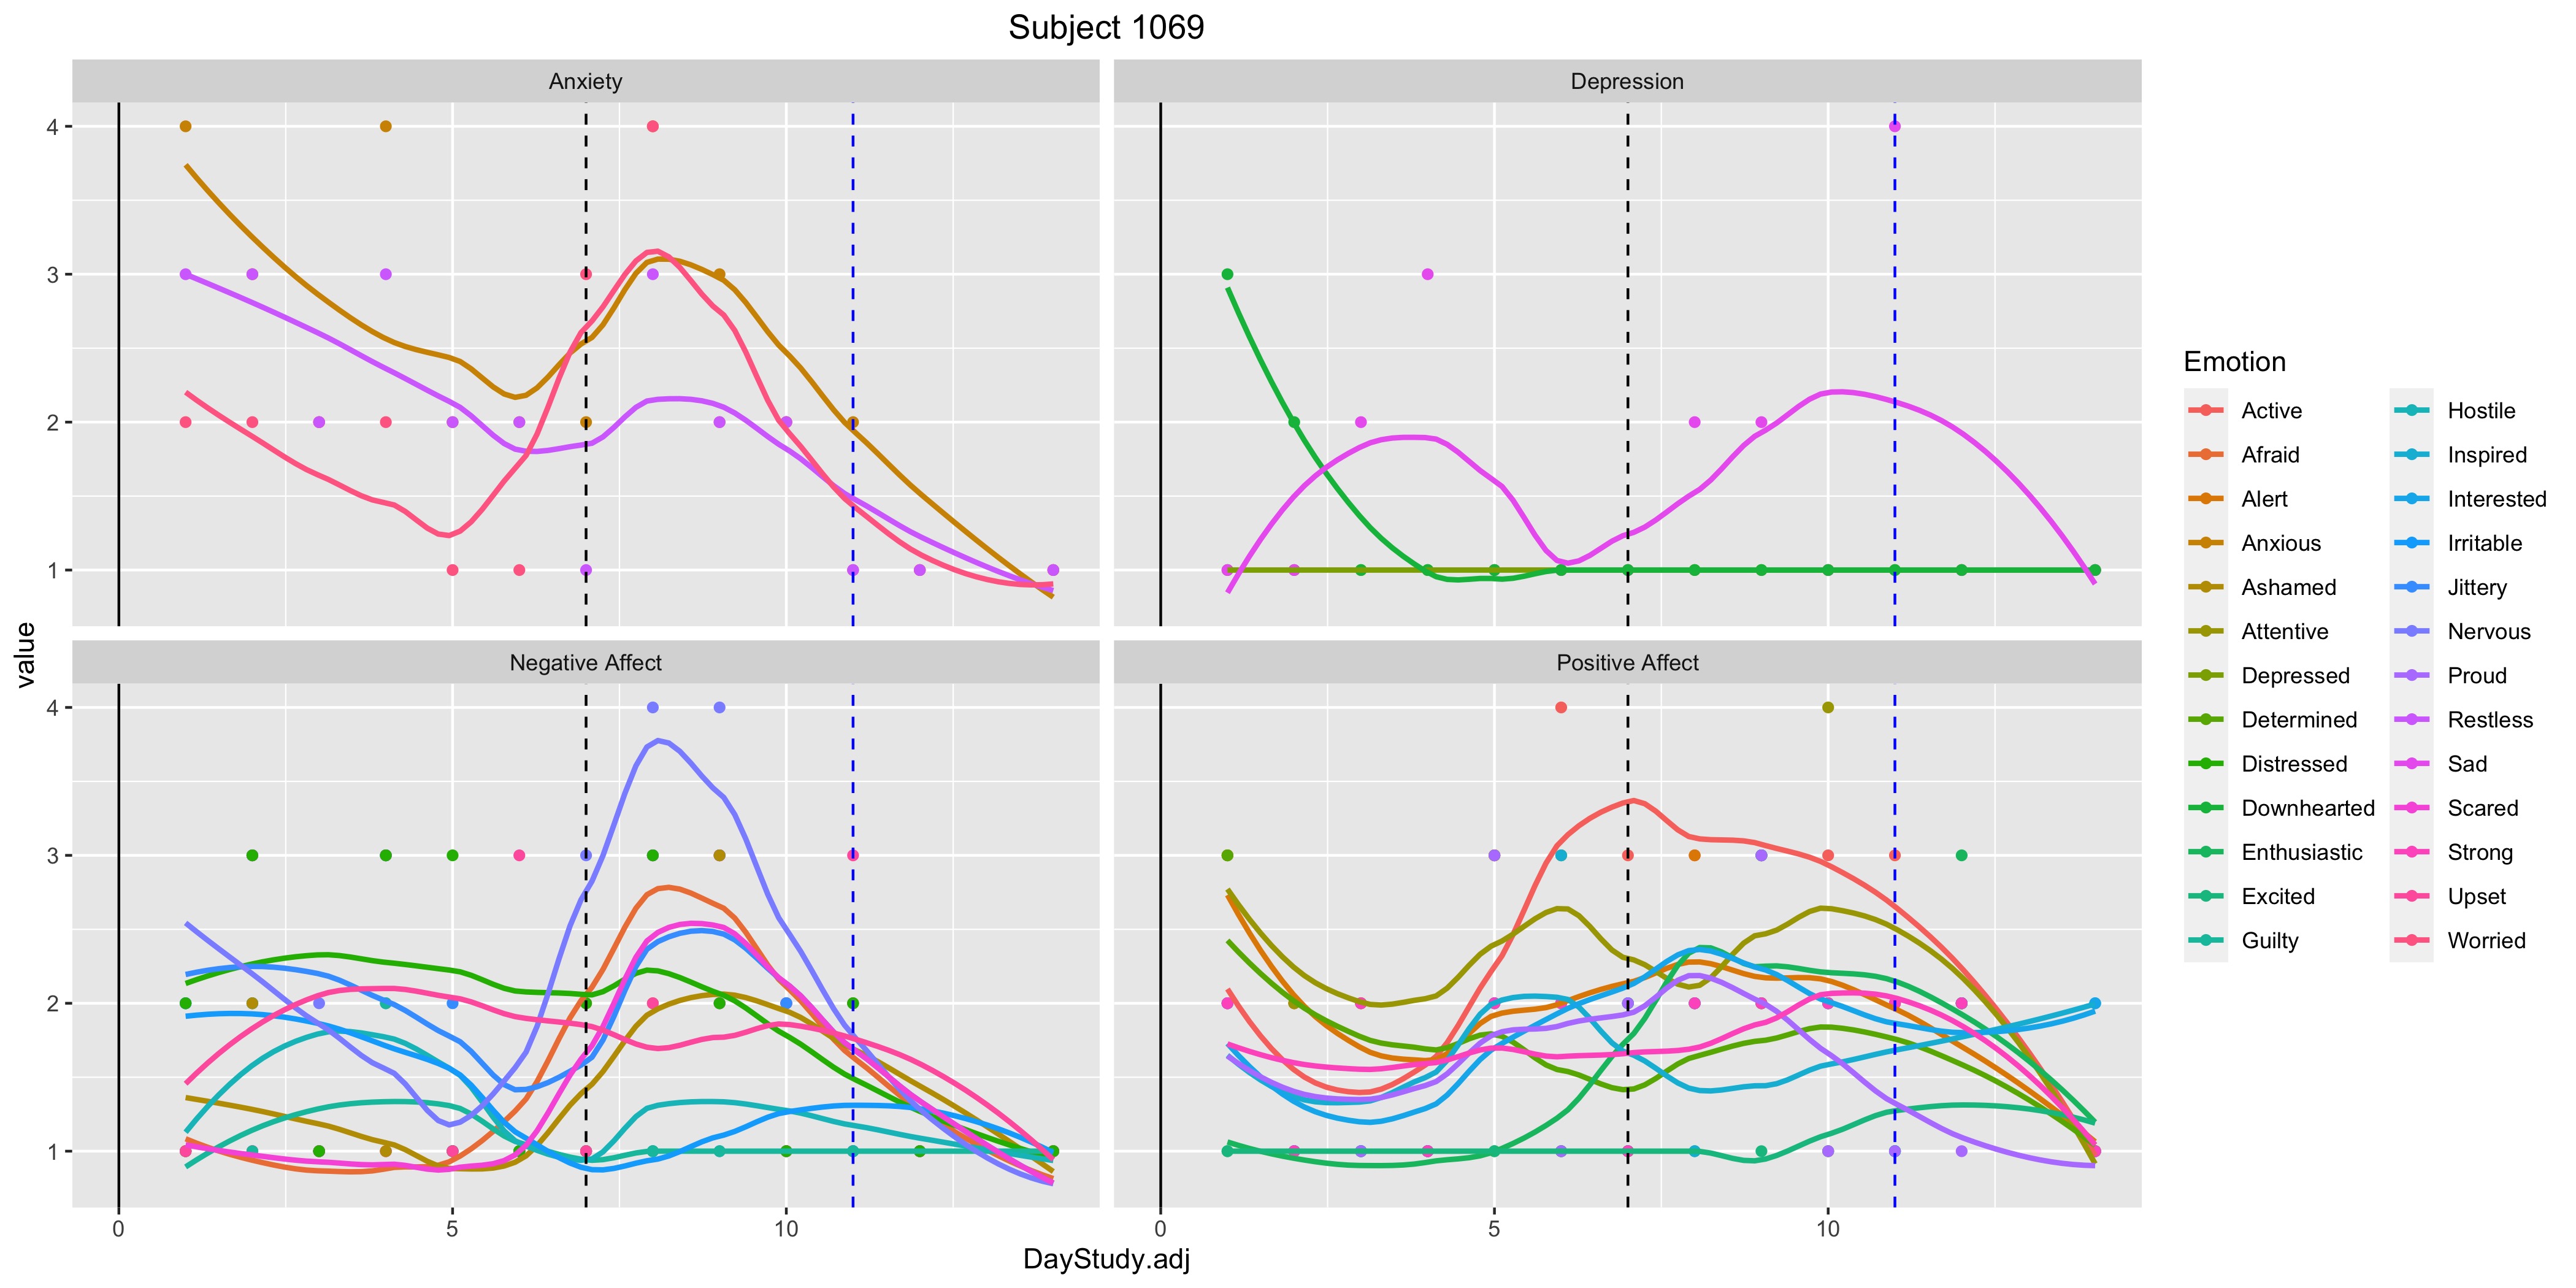 Subject 1069
Anxiety
Depression
4
3
2
1
Negative Affect
Positive Affect
4
3
2
1
0
5
10
0
5
10
DayStudy.adj
value
Emotion
Active
Afraid
Alert
Anxious
Ashamed
Attentive
Depressed
Determined
Distressed
Downhearted
Enthusiastic
Excited
Guilty
Hostile
Inspired
Interested
Irritable
Jittery
Nervous
Proud
Restless
Sad
Scared
Strong
Upset
Worried